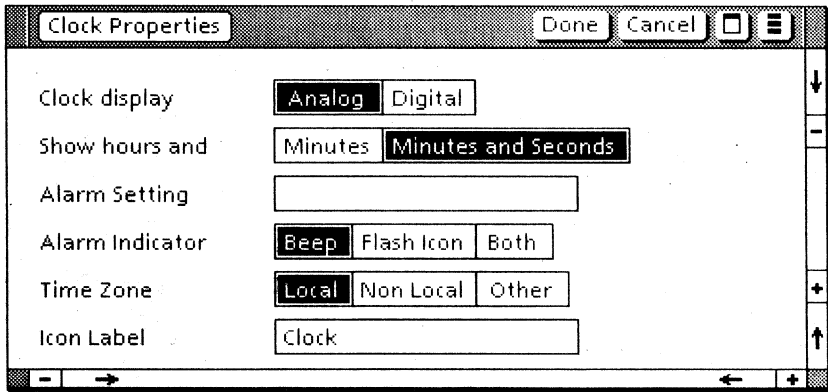 Clock Properties Done Cancel
Clock display Analog Digital
Show hours and Minutes Minutes and Seconds
Alarm Setting
Alarm Indicator Beep Flash Icon Both
Time Zone Local Non Local Other
Icon Label Clock